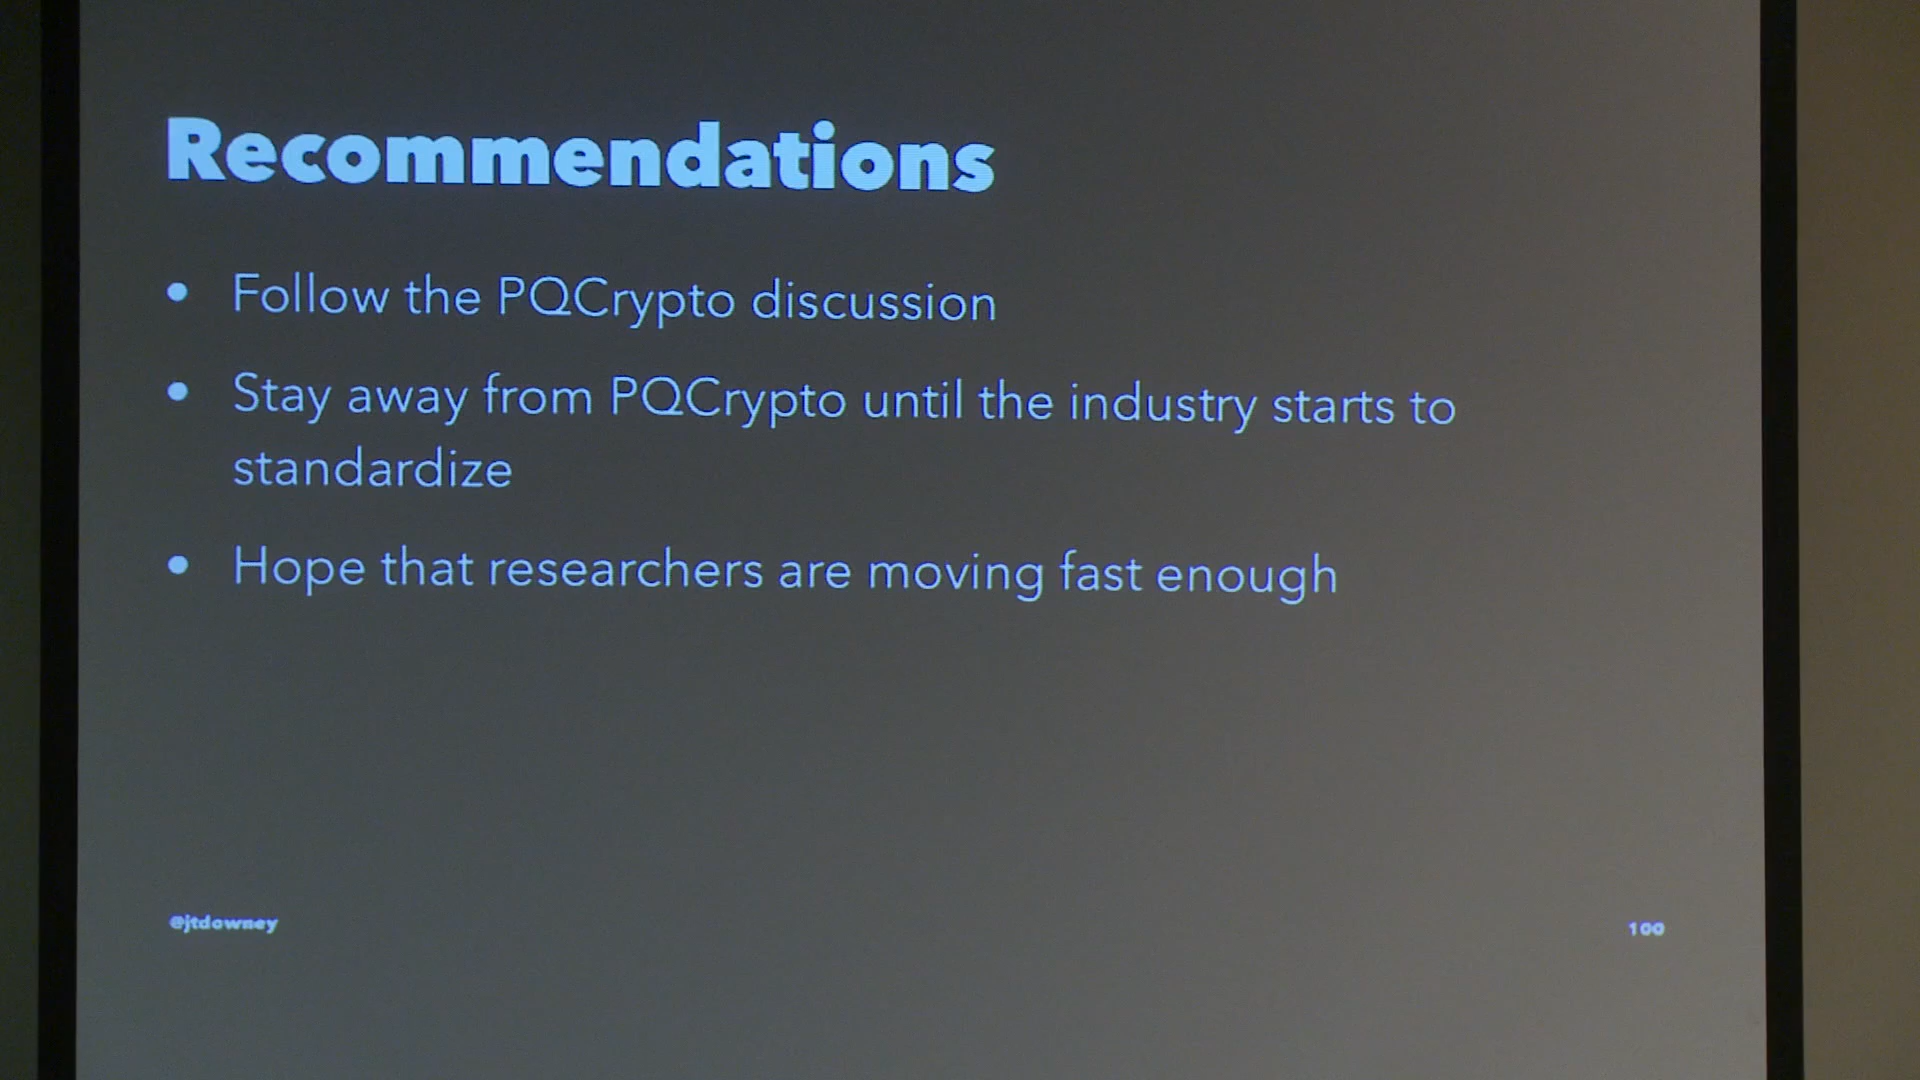 Recommendations
• Follow the PQCrypto discussion
• Stay away from PQCrypto until the industry starts to
standardize
• Hope that researchers are moving fast enough
@jtdowney
100